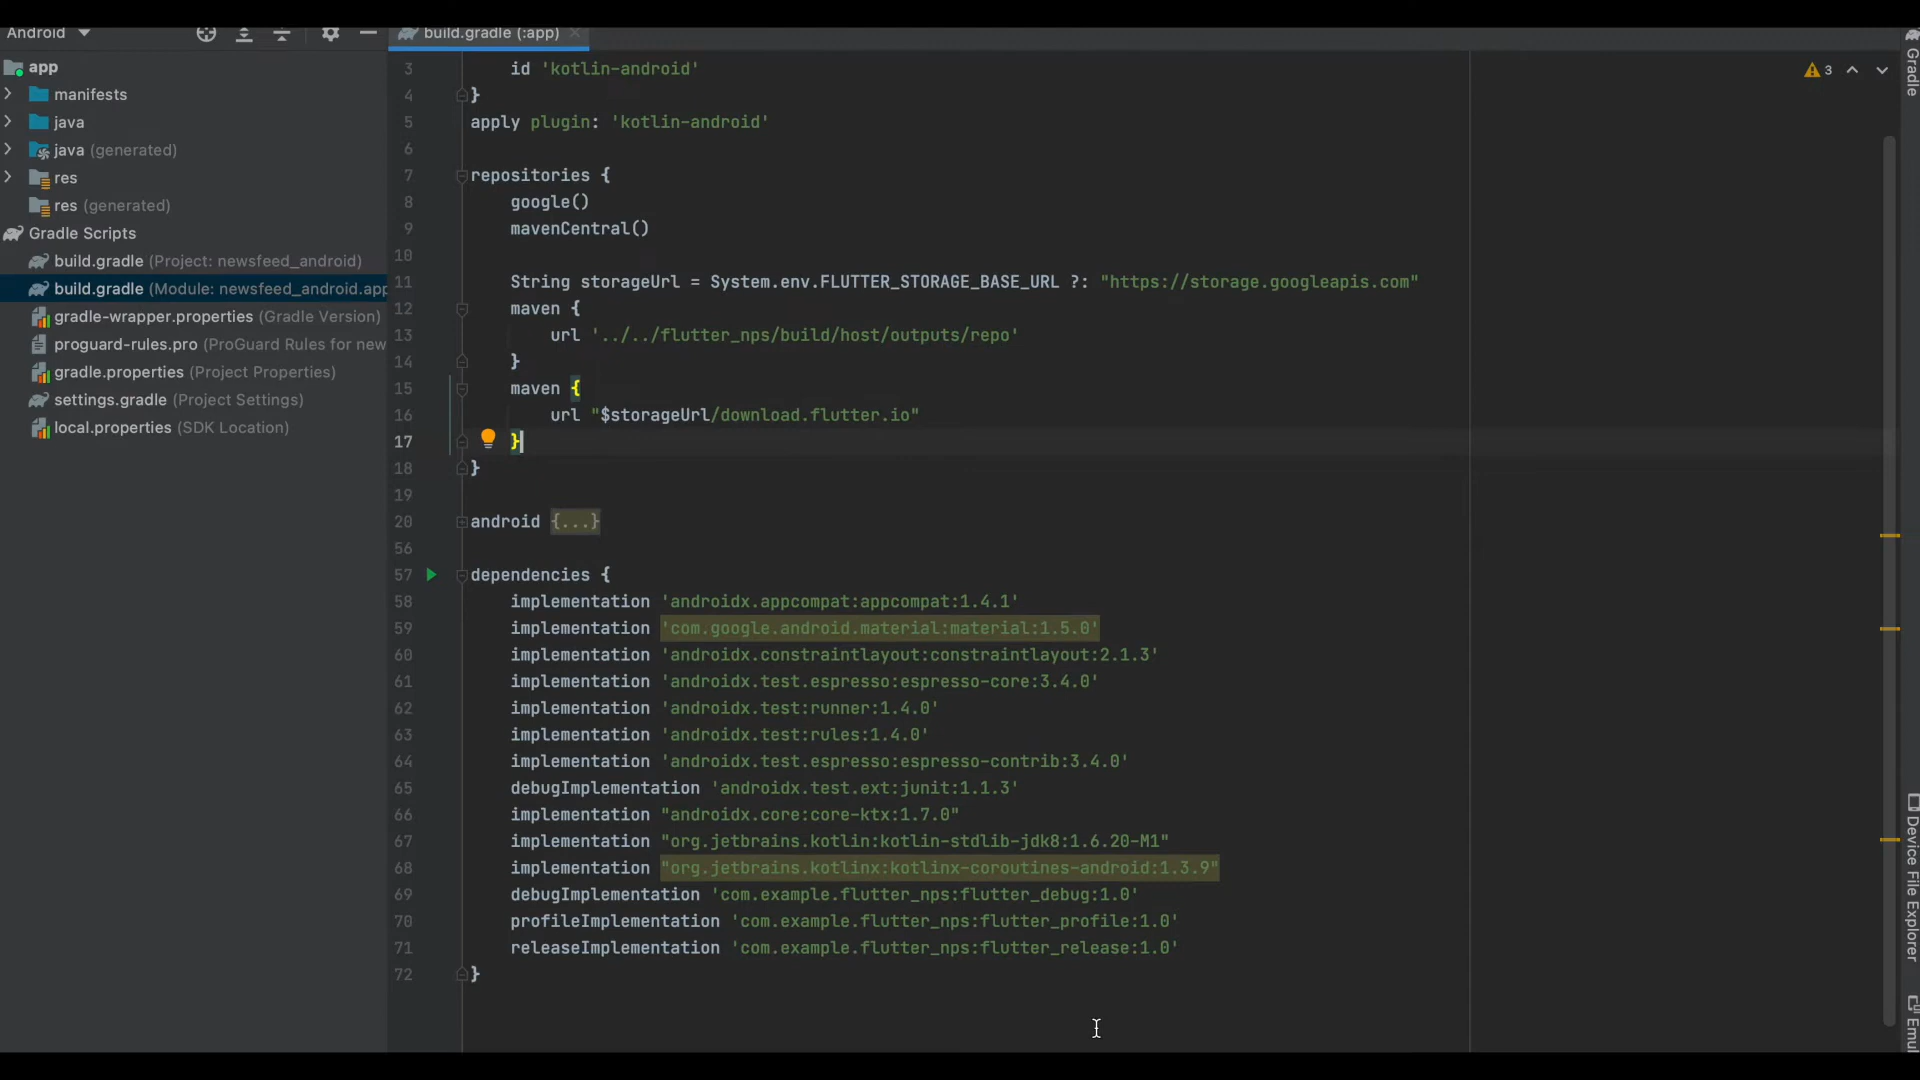 Android
build.gradle (:app)
app
manifests
java
java (generated)
res
res (generated)
Gradle Scripts
build.gradle (Project: newsfeed_android)
build.gradle (Module: newsfeed_android.app
gradle-wrapper.properties (Gradle Version)
proguard-rules.pro (ProGuard Rules for new
gradle.properties (Project Properties)
settings.gradle (Project Settings)
local.properties (SDK Location)
3 id 'kotlin-android'
4 }
5 apply plugin: 'kotlin-android'
6
7 repositories {
8 google()
9 mavenCentral()
10
11 String storageUrl = System.env.FLUTTER_STORAGE_BASE_URL ?: "https://storage.googleapis.com"
12 maven {
13 url '../../flutter_nps/build/host/outputs/repo'
14 }
15 maven {
16 url "$storageUrl/download.flutter.io"
17 }
18 }
19
20 android {...}
56
57 dependencies {
58 implementation 'androidx.appcompat:appcompat:1.4.1'
59 implementation 'com.google.android.material:material:1.5.0'
60 implementation 'androidx.constraintlayout:constraintlayout:2.1.3'
61 implementation 'androidx.test.espresso:espresso-core:3.4.0'
62 implementation 'androidx.test:runner:1.4.0'
63 implementation 'androidx.test:rules:1.4.0'
64 implementation 'androidx.test.espresso:espresso-contrib:3.4.0'
65 debugImplementation 'androidx.test.ext:junit:1.1.3'
66 implementation "androidx.core:core-ktx:1.7.0"
67 implementation "org.jetbrains.kotlin:kotlin-stdlib-jdk8:1.6.20-M1"
68 implementation "org.jetbrains.kotlinx:kotlinx-coroutines-android:1.3.9"
69 debugImplementation 'com.example.flutter_nps:flutter_debug:1.0'
70 profileImplementation 'com.example.flutter_nps:flutter_profile:1.0'
71 releaseImplementation 'com.example.flutter_nps:flutter_release:1.0'
72 }
3
Gradle
Device File Explorer
Emul